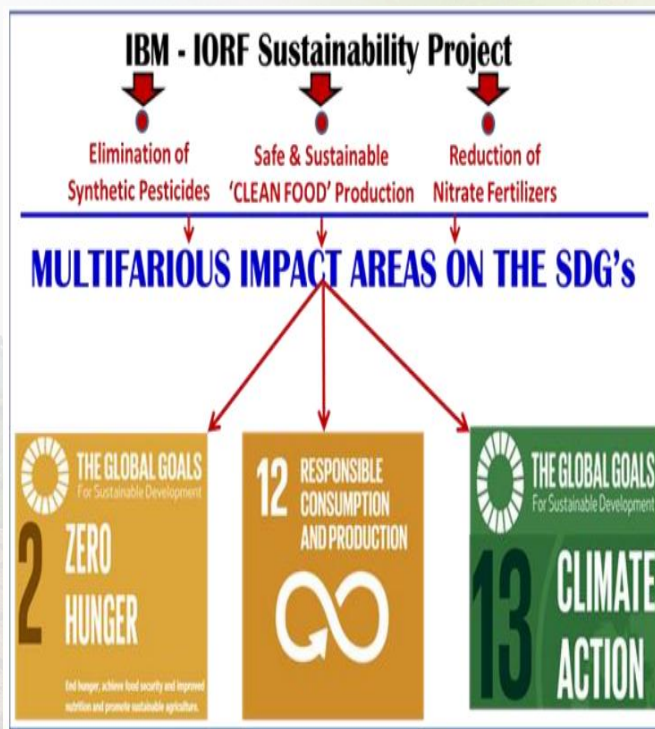 IBM - IORF Sustainability Project
Elimination of
Synthetic Pesticides
Safe & Sustainable
'CLEAN FOOD' Production
Reduction of
Nitrate Fertilizers
MULTIFARIOUS IMPACT AREAS ON THE SDG's
THE GLOBAL GOALS
For Sustainable Development
2 ZERO
HUNGER
End hunger, achieve food security and improved
nutrition and promote sustainable agriculture.
12 RESPONSIBLE
CONSUMPTION
AND PRODUCTION
THE GLOBAL GOALS
For Sustainable Development
13 CLIMATE
ACTION